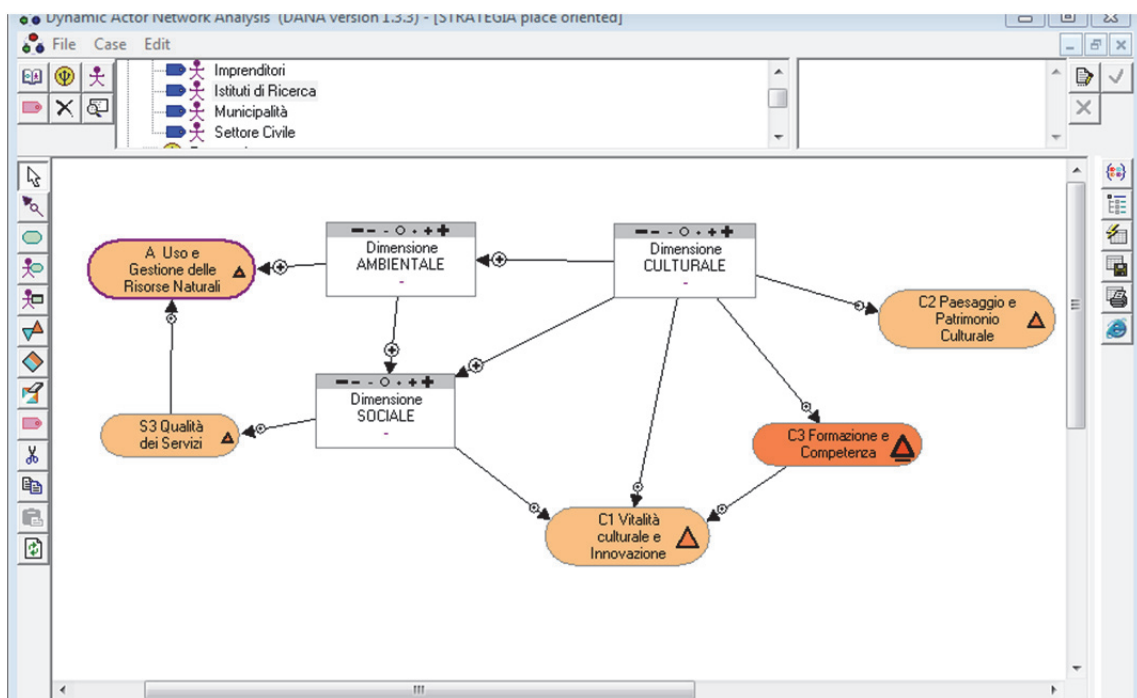 Dynamic Actor Network Analysis (DANA version 1.3.3) - [STRATEGIA place oriented]
File Case Edit
Imprenditori
Istituti di Ricerca
Municipalità
Settore Civile
A Uso e
Gestione delle
Risorse Naturali
Dimensione
AMBIENTALE
Dimensione
CULTURALE
C2 Paesaggio e
Patrimonio
Culturale
S3 Qualità
dei Servizi
Dimensione
SOCIALE
C3 Formazione e
Competenza
C1 Vitalità
culturale e
Innovazione